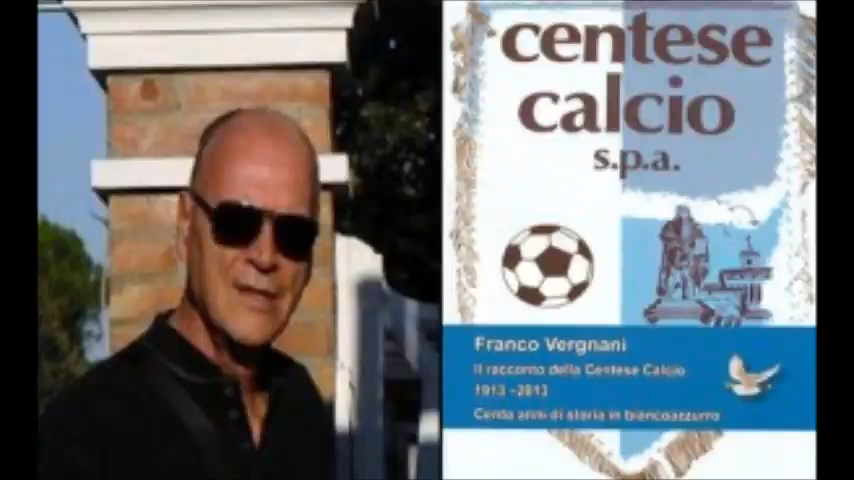 centese
calcio
s.p.a.
Franco Vergnani
Il racconto della Centese Calcio
1913 -2013
Cento anni di storia in biancoazzurro